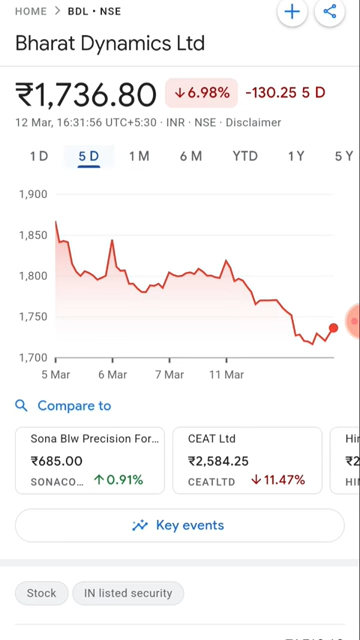 HOME > BDL • NSE
Bharat Dynamics Ltd
₹1,736.80 ↓6.98% -130.25 5 D
12 Mar, 16:31:56 UTC+5:30 · INR · NSE · Disclaimer
1 D 5 D 1 M 6 M YTD 1 Y 5 Y
1,900
1,850
1,800
1,750
1,700
5 Mar 6 Mar 7 Mar 11 Mar
Compare to
Sona Blw Precision For...
₹685.00
SONACO... ↑0.91%
CEAT Ltd
₹2,584.25
CEATLTD ↓11.47%
Hir
₹2
HI
Key events
Stock IN listed security